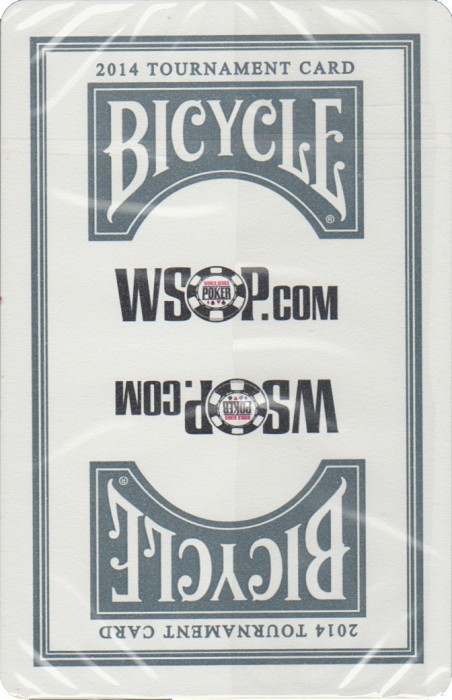 2014 TOURNAMENT CARD
BICYCLE®
WSOP.COM
WORLD SERIES
POKER
WSOP.COM
WORLD SERIES
POKER
BICYCLE®
2014 TOURNAMENT CARD